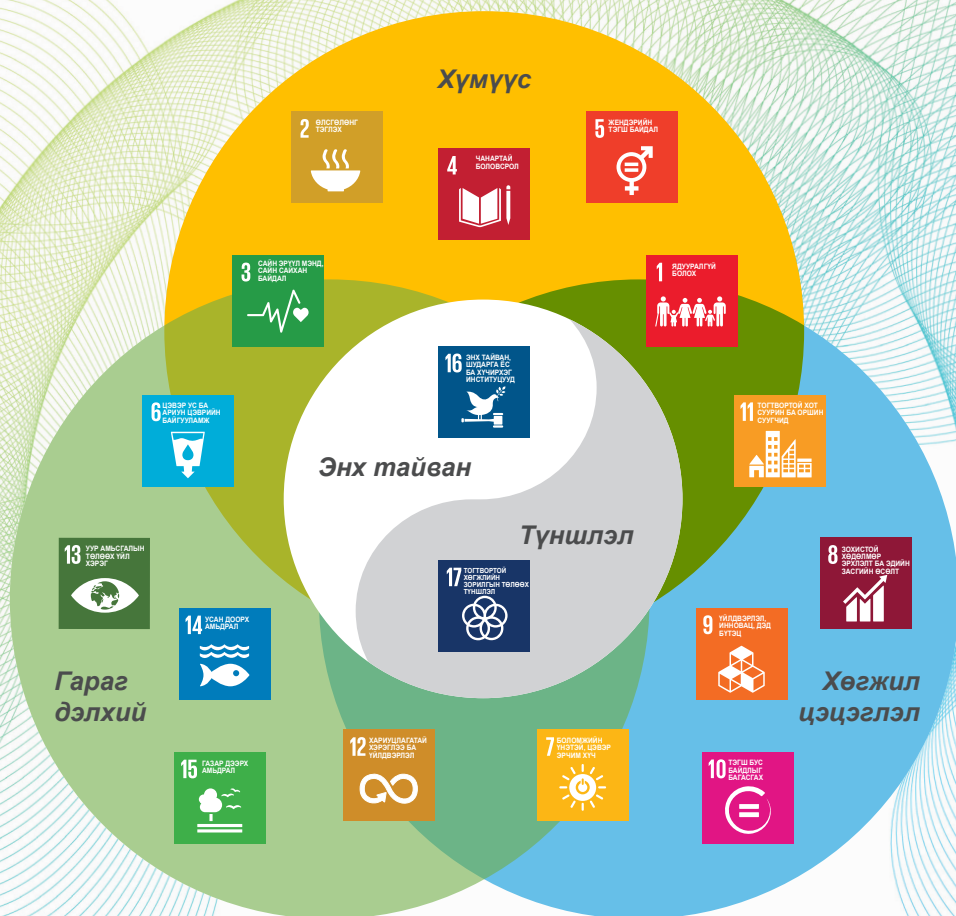 Хүмүүс
2 ӨЛСГӨЛӨНГ
ТЭГЛЭХ
5 ЖЕНДЭРИЙН
ТЭГШ БАЙДАЛ
4 ЧАНАРТАЙ
БОЛОВСРОЛ
3 САЙН ЭРҮҮЛ МЭНД,
САЙН САЙХАН
БАЙДАЛ
1 ЯДУУРАЛГҮЙ
БОЛОХ
16 ЭНХ ТАЙВАН,
ШУДАРГА ЁС
БА ХҮЧИРХЭГ
ИНСТИТУЦУУД
6 ЦЭВЭР УС БА
АРИУН ЦЭВРИЙН
БАЙГУУЛАМЖ
11 ТОГТВОРТОЙ ХОТ
СУУРИН БА ОРШИН
СУУГЧИД
Энх тайван
Түншлэл
13 УУР АМЬСГАЛЫН
ТӨЛӨӨХ ҮЙЛ
ХЭРЭГ
8 ЗОХИСТОЙ
ХӨДӨЛМӨР
ЭРХЛЭЛТ БА ЭДИЙН
ЗАСГИЙН ӨСӨЛТ
17 ТОГТВОРТОЙ
ХӨГЖЛИЙН
ЗОРИЛГЫН ТӨЛӨӨХ
ТҮНШЛЭЛ
14 УСАН ДООРХ
АМЬДРАЛ
9 ҮЙЛДВЭРЛЭЛ,
ИННОВАЦ, ДЭД
БҮТЭЦ
Гараг
дэлхий
Хөгжил
цэцэглэл
15 ГАЗАР ДЭЭРХ
АМЬДРАЛ
12 ХАРИУЦЛАГАТАЙ
ХЭРЭГЛЭЭ БА
ҮЙЛДВЭРЛЭЛ
7 БОЛОМЖИЙН
ҮНЭТЭЙ, ЦЭВЭР
ЭРЧИМ ХҮЧ
10 ТЭГШ БУС
БАЙДЛЫГ
БАГАСГАХ